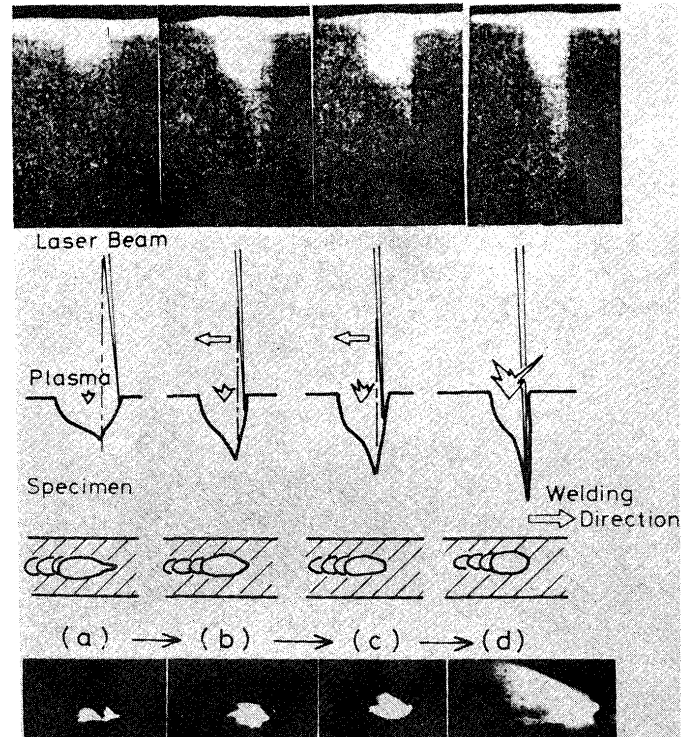 Laser Beam
Plasma
Specimen
Welding
Direction
(a) → (b) → (c) → (d)